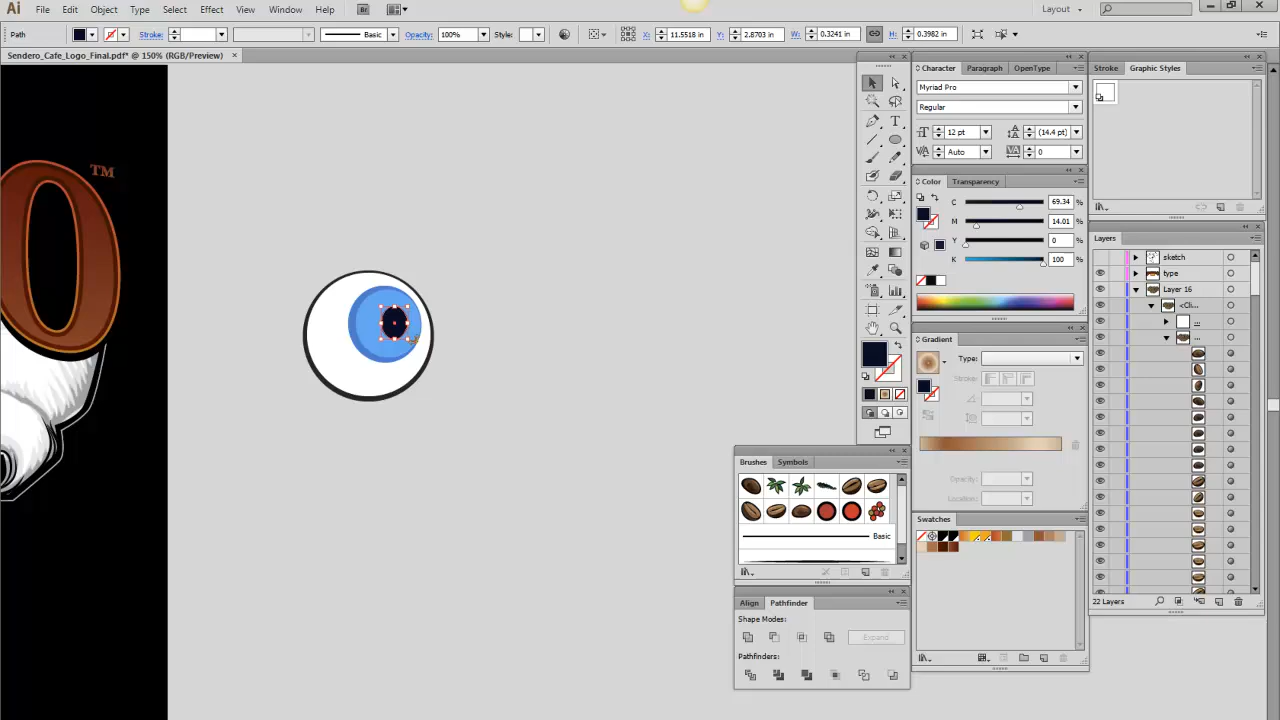 Ai File Edit Object Type Select Effect View Window Help Br Layout
Path Stroke: Basic Opacity: 100% Style: X: 11.5518 in Y: 2.8703 in W: 0.3241 in H: 0.3982 in
Sendero_Cafe_Logo_Final.pdf* @ 150% (RGB/Preview)
O
TM
Character Paragraph OpenType
Myriad Pro
Regular
12 pt (14.4 pt)
Auto 0
Color Transparency
C 69.34 %
M 14.01 %
Y 0 %
K 100 %
Gradient
Type:
Stroke:
Opacity:
Location:
Swatches
Stroke Graphic Styles
Layers
sketch
type
Layer 16
<Cli...
...
...
22 Layers
Brushes Symbols
Basic
Align Pathfinder
Shape Modes:
Expand
Pathfinders: